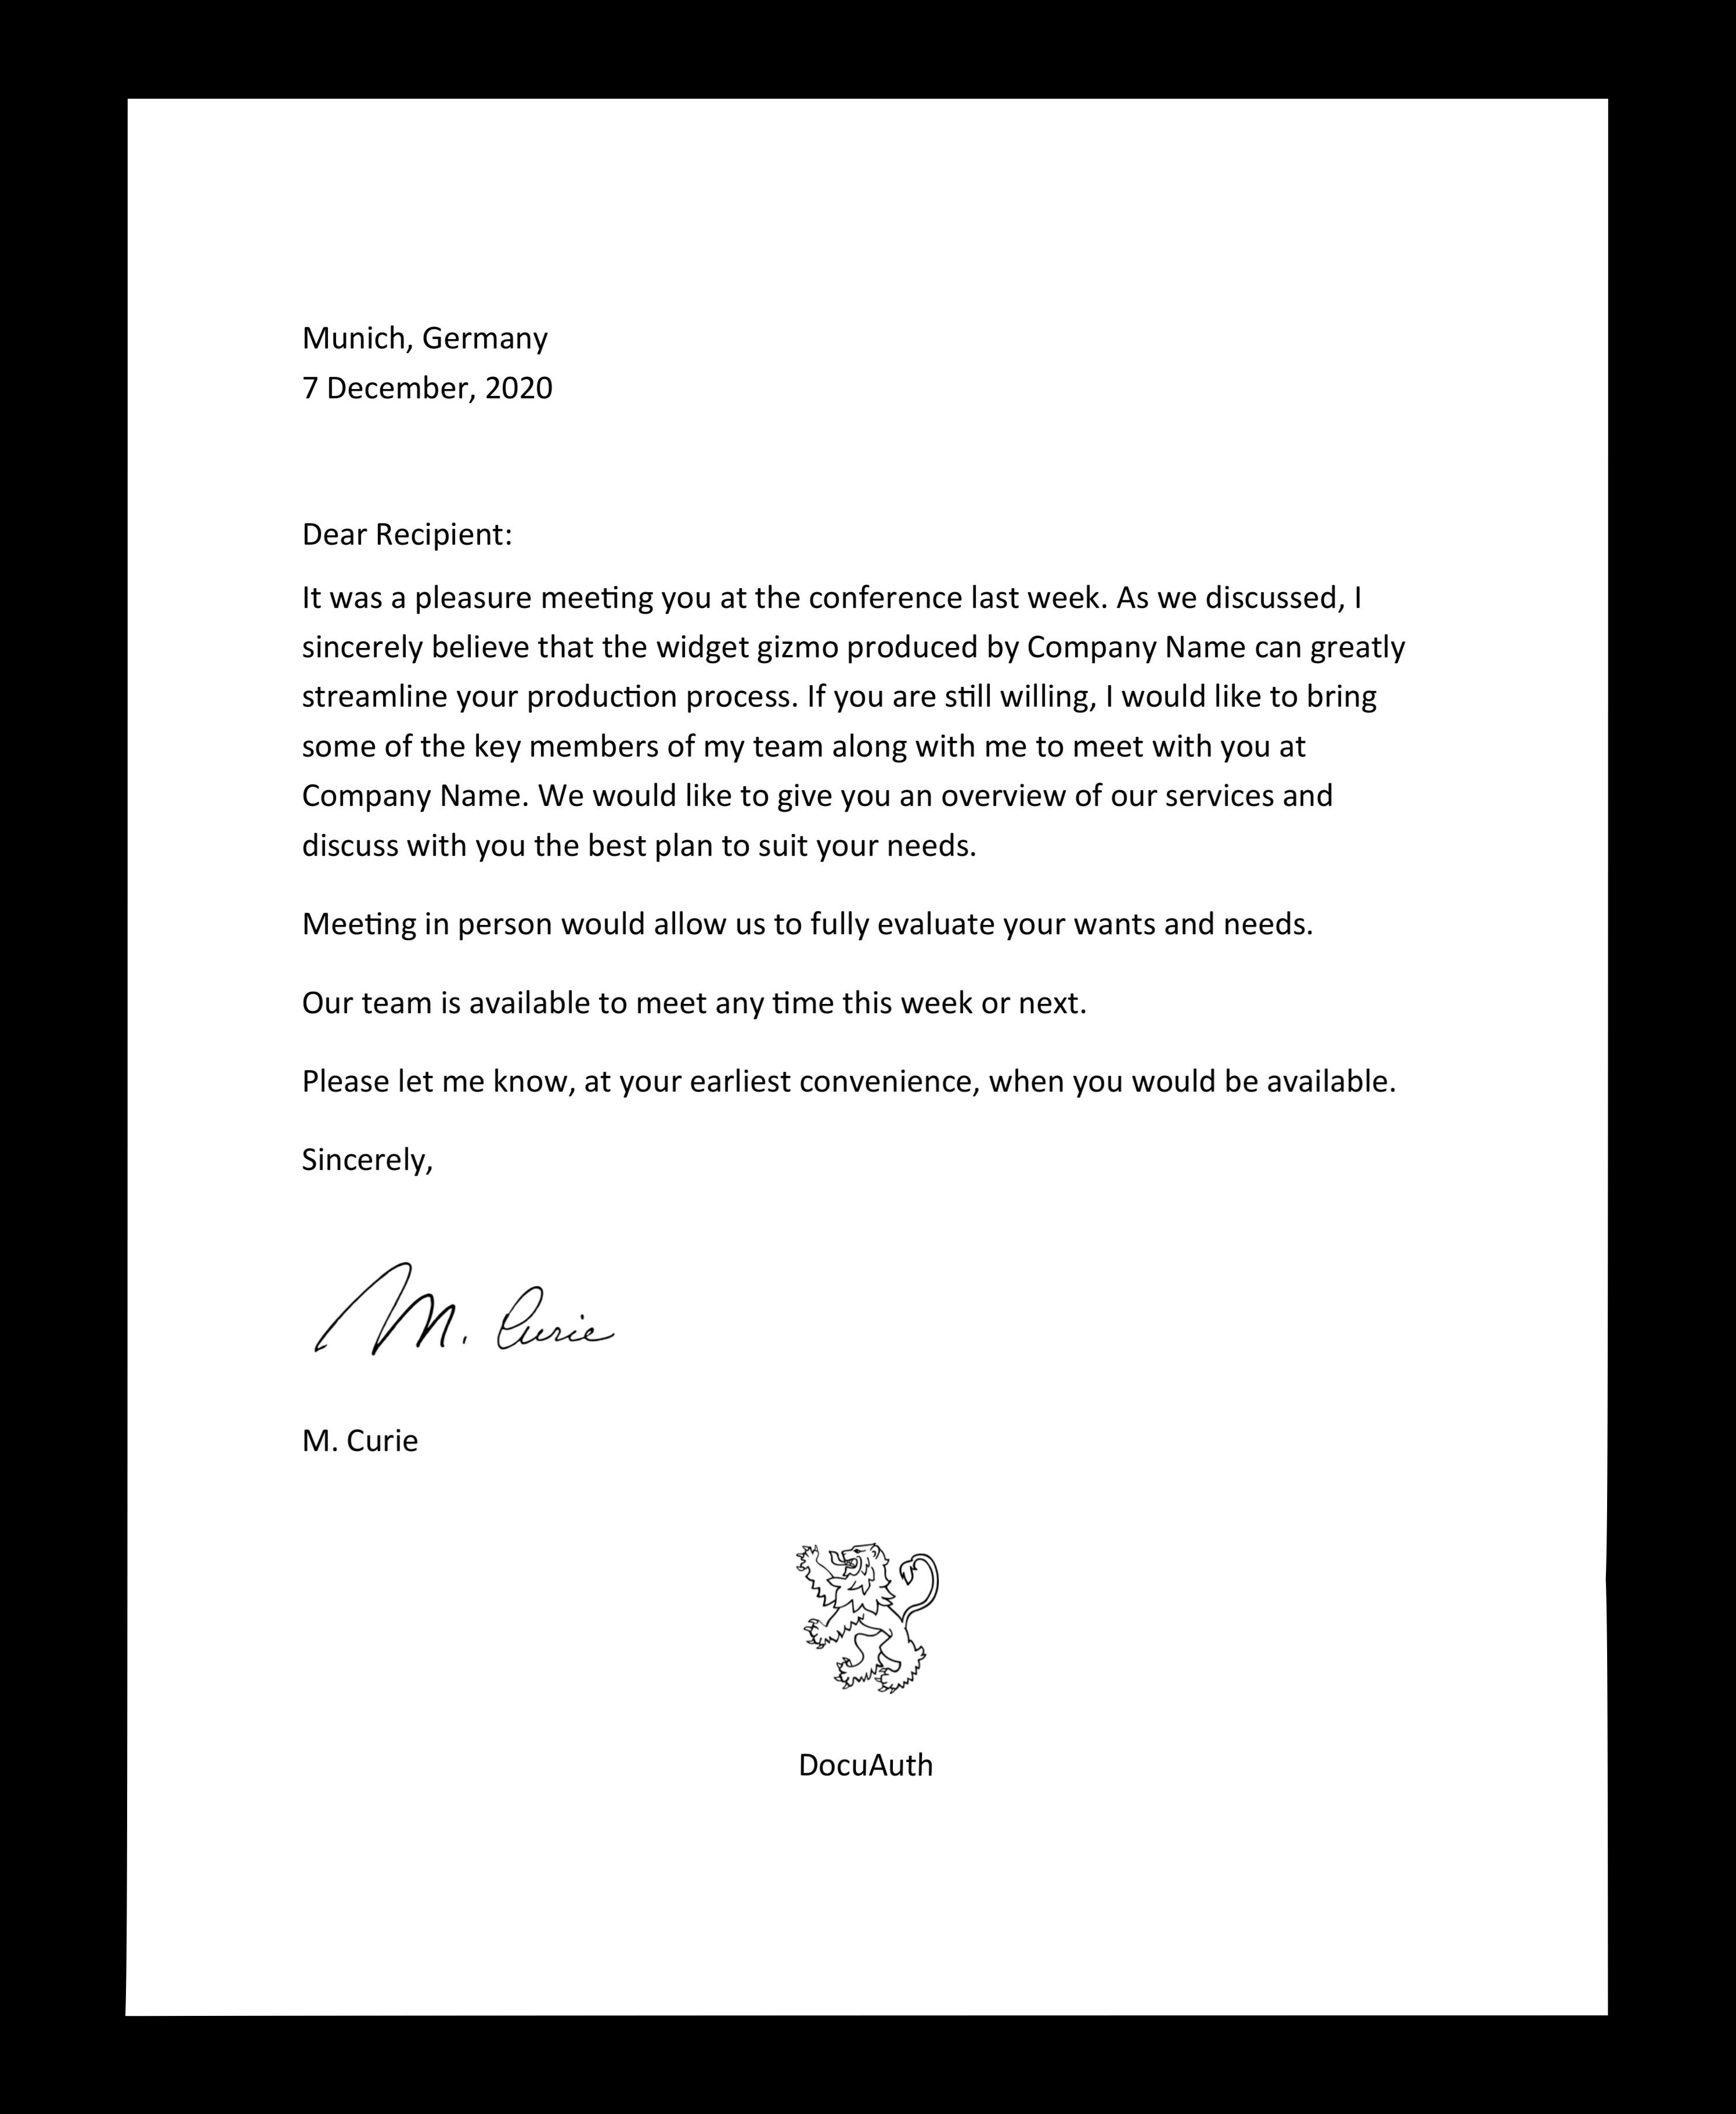 Munich, Germany
7 December, 2020
Dear Recipient:
It was a pleasure meeting you at the conference last week. As we discussed, I
sincerely believe that the widget gizmo produced by Company Name can greatly
streamline your production process. If you are still willing, I would like to bring
some of the key members of my team along with me to meet with you at
Company Name. We would like to give you an overview of our services and
discuss with you the best plan to suit your needs.
Meeting in person would allow us to fully evaluate your wants and needs.
Our team is available to meet any time this week or next.
Please let me know, at your earliest convenience, when you would be available.
Sincerely,
M. Curie
M. Curie
DocuAuth